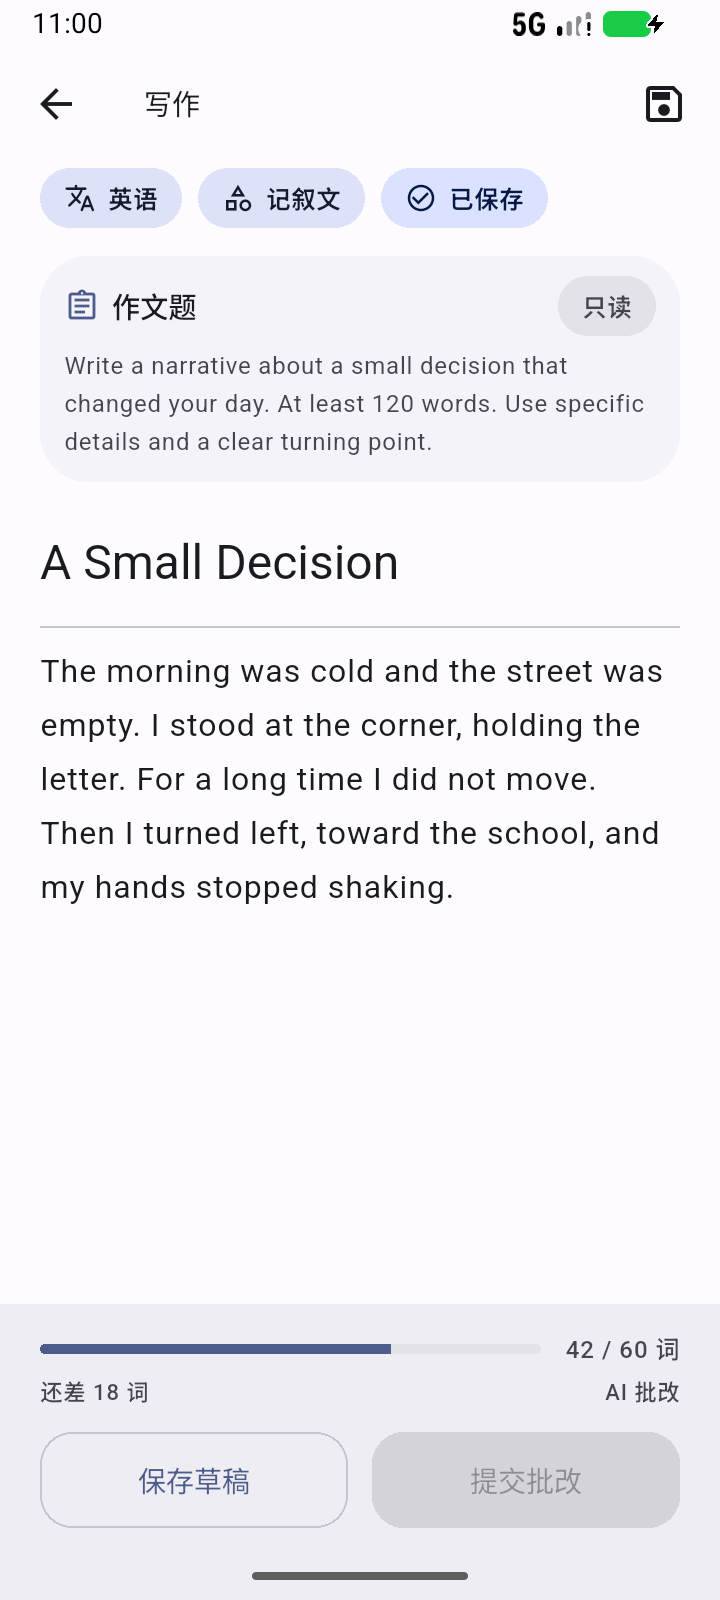 11:00
5G
写作
英语
记叙文
已保存
作文题
只读
Write a narrative about a small decision that
changed your day. At least 120 words. Use specific
details and a clear turning point.
A Small Decision
The morning was cold and the street was
empty. I stood at the corner, holding the
letter. For a long time I did not move.
Then I turned left, toward the school, and
my hands stopped shaking.
42 / 60 词
还差 18 词
AI 批改
保存草稿
提交批改